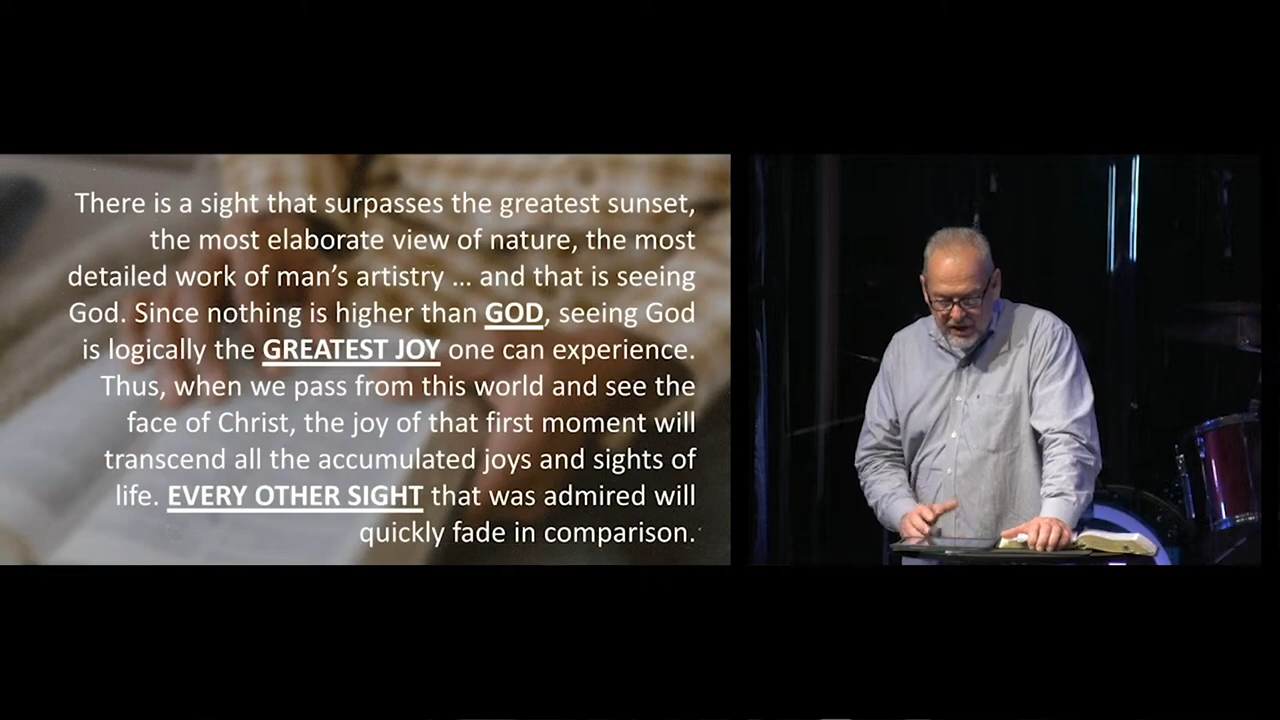 There is a sight that surpasses the greatest sunset,
the most elaborate view of nature, the most
detailed work of man’s artistry … and that is seeing
God. Since nothing is higher than GOD, seeing God
is logically the GREATEST JOY one can experience.
Thus, when we pass from this world and see the
face of Christ, the joy of that first moment will
transcend all the accumulated joys and sights of
life. EVERY OTHER SIGHT that was admired will
quickly fade in comparison.